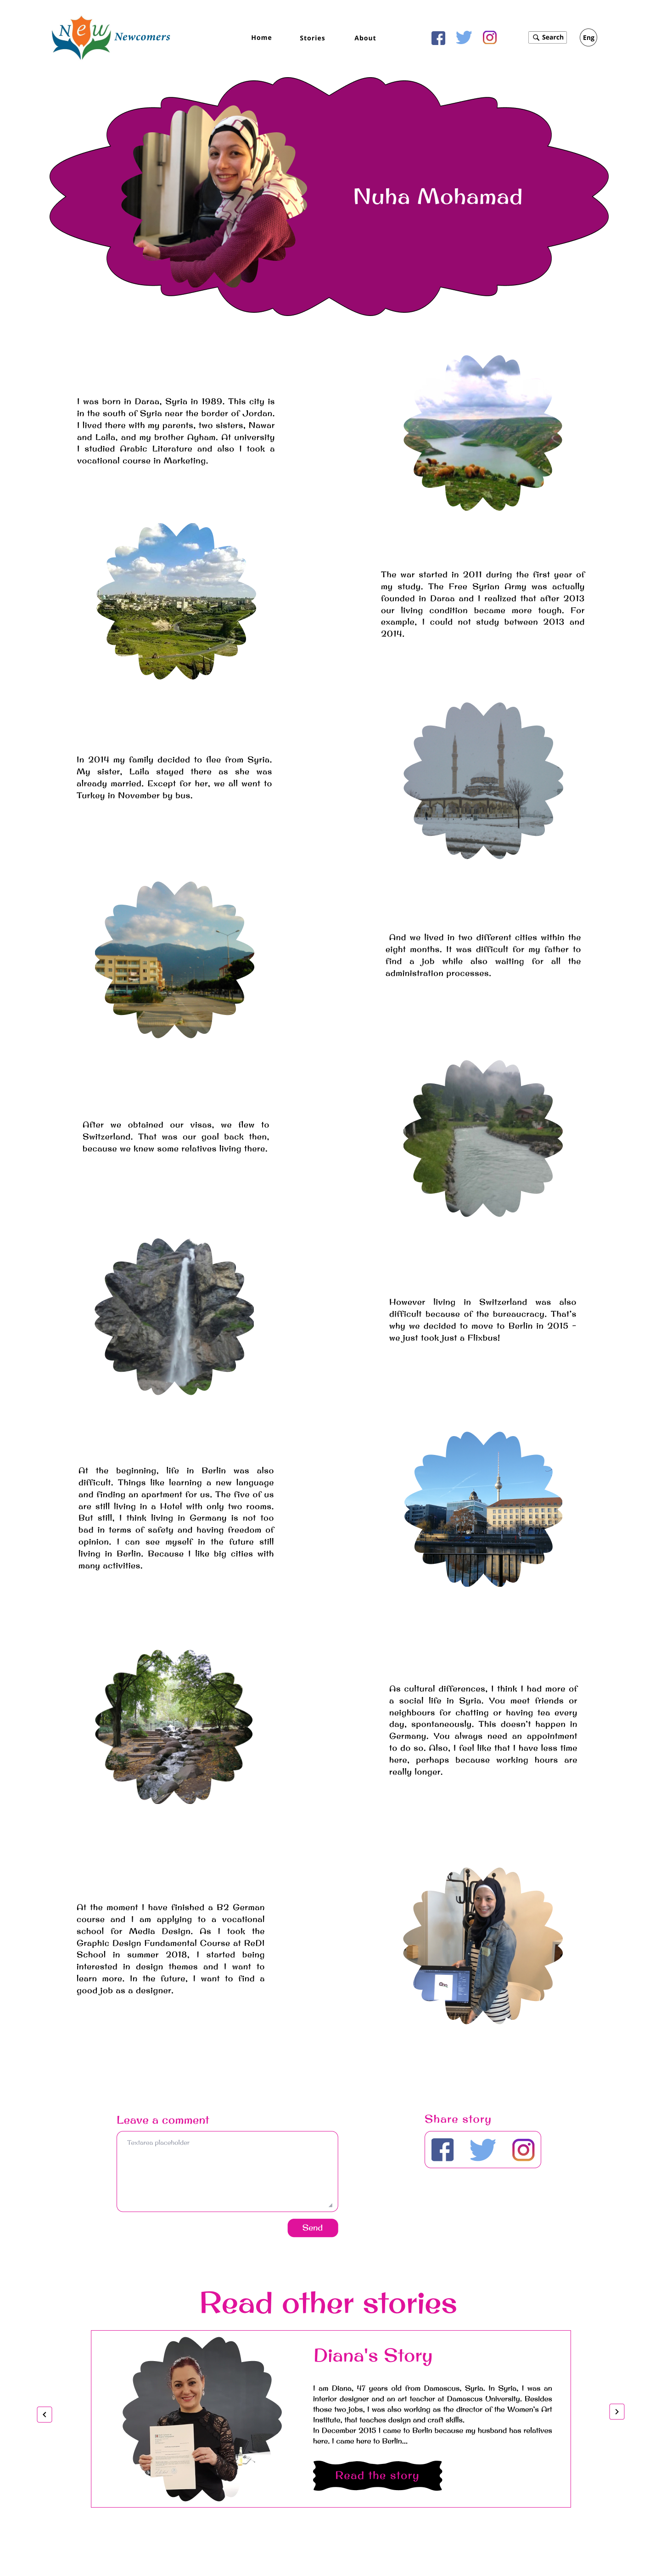 New Newcomers
Home Stories About
Search Eng
Nuha Mohamad
I was born in Daraa, Syria in 1989. This city is
in the south of Syria near the border of Jordan.
I lived there with my parents, two sisters, Nawar
and Laila, and my brother Ayham. At university
I studied Arabic Literature and also I took a
vocational course in Marketing.
The war started in 2011 during the first year of
my study. The Free Syrian Army was actually
founded in Daraa and I realized that after 2013
our living condition became more tough. For
example, I could not study between 2013 and
2014.
In 2014 my family decided to flee from Syria.
My sister, Laila stayed there as she was
already married. Except for her, we all went to
Turkey in November by bus.
And we lived in two different cities within the
eight months. It was difficult for my father to
find a job while also waiting for all the
administration processes.
After we obtained our visas, we flew to
Switzerland. That was our goal back then,
because we knew some relatives living there.
However living in Switzerland was also
difficult because of the bureaucracy. That's
why we decided to move to Berlin in 2015 -
we just took just a Flixbus!
At the beginning, life in Berlin was also
difficult. Things like learning a new language
and finding an apartment for us. The five of us
are still living in a Hotel with only two rooms.
But still, I think living in Germany is not too
bad in terms of safety and having freedom of
opinion. I can see myself in the future still
living in Berlin. Because I like big cities with
many activities.
As cultural differences, I think I had more of
a social life in Syria. You meet friends or
neighbours for chatting or having tea every
day, spontaneously. This doesn't happen in
Germany. You always need an appointment
to do so. Also, I feel like that I have less time
here, perhaps because working hours are
really longer.
At the moment I have finished a B2 German
course and I am applying to a vocational
school for Media Design. As I took the
Graphic Design Fundamental Course at ReDI
School in summer 2018, I started being
interested in design themes and I want to
learn more. In the future, I want to find a
good job as a designer.
Leave a comment
Textarea placeholder
Send
Share story
Read other stories
Diana's Story
I am Diana, 47 years old from Damascus, Syria. In Syria, I was an
interior designer and an art teacher at Damascus University. Besides
those two jobs, I was also working as the director of the Women's Art
Institute, that teaches design and craft skills.
In December 2015 I came to Berlin because my husband has relatives
here. I came here to Berlin...
Read the story